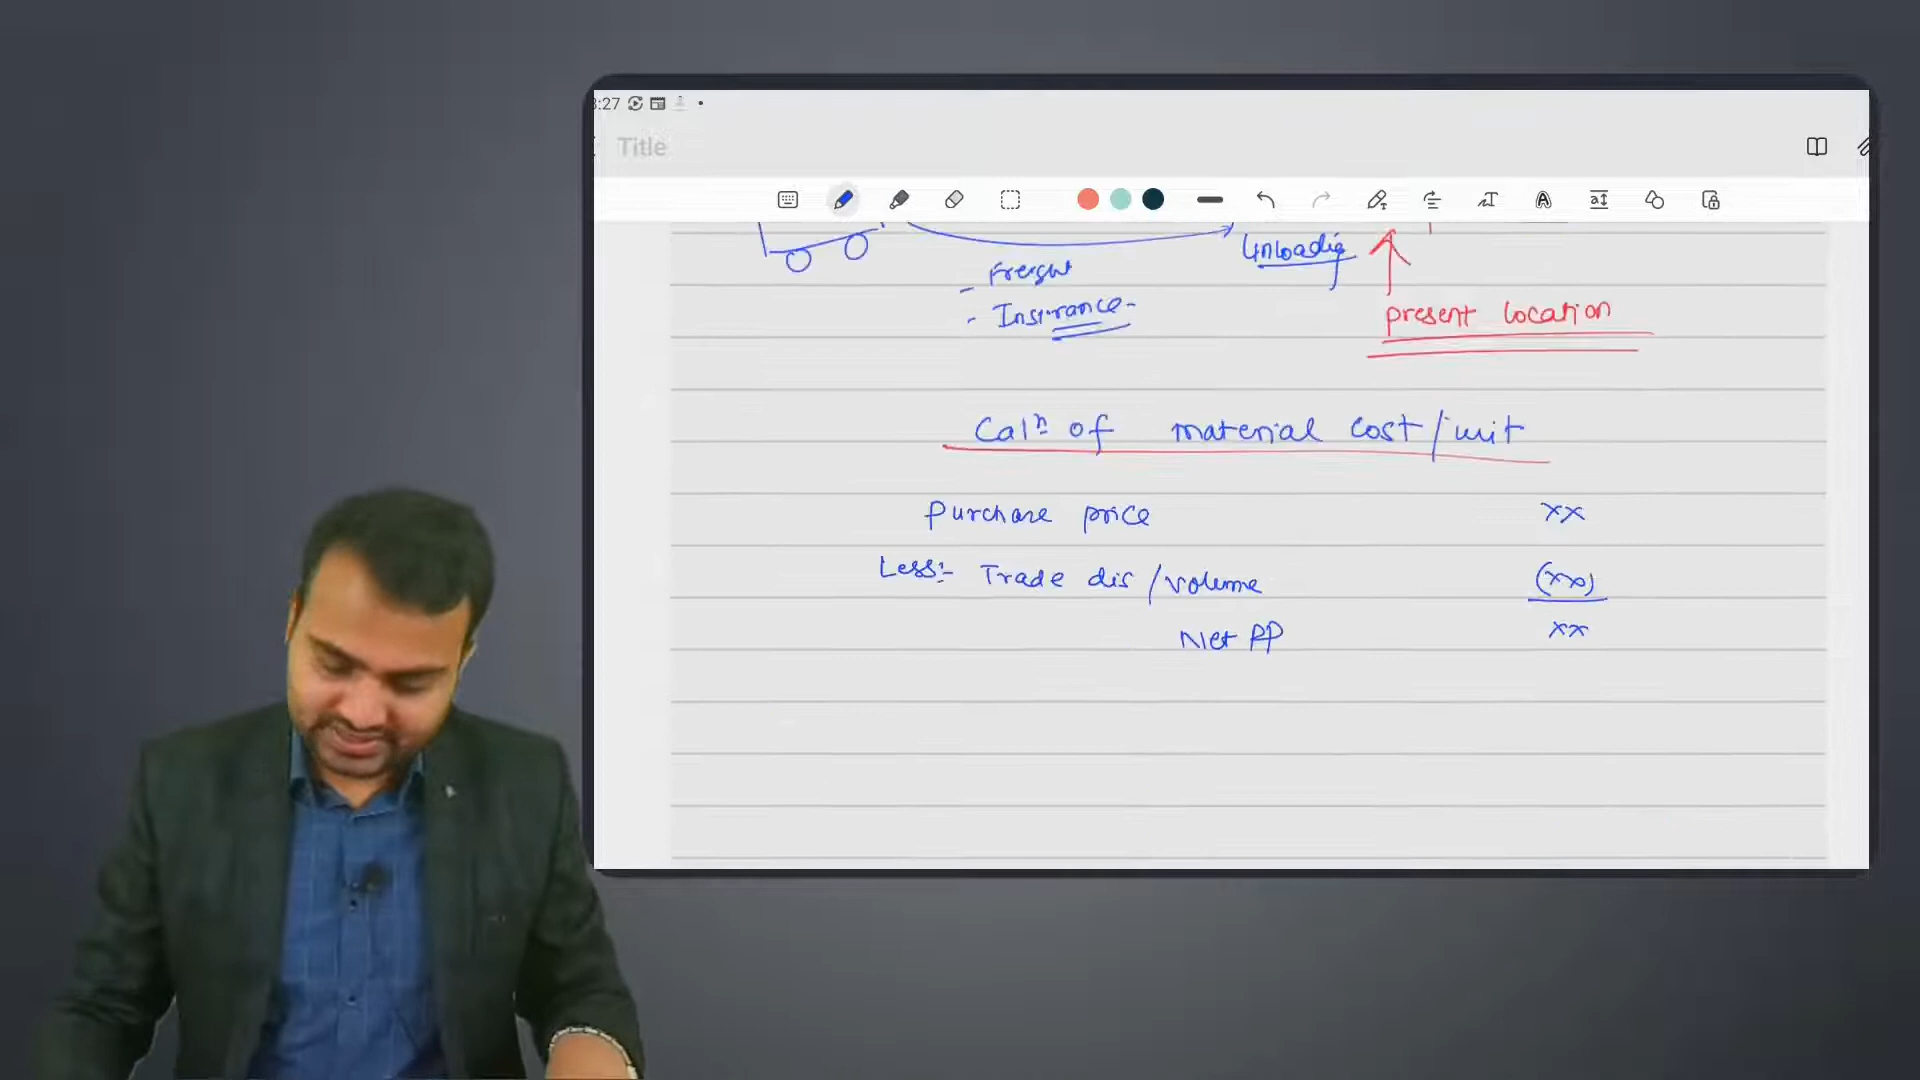 :27
Title
Unloading
- Freight
- Insurance
present location
Calⁿ of material cost/unit
Purchase price xx
Less:- Trade dis/volume (xx)
Net PP xx